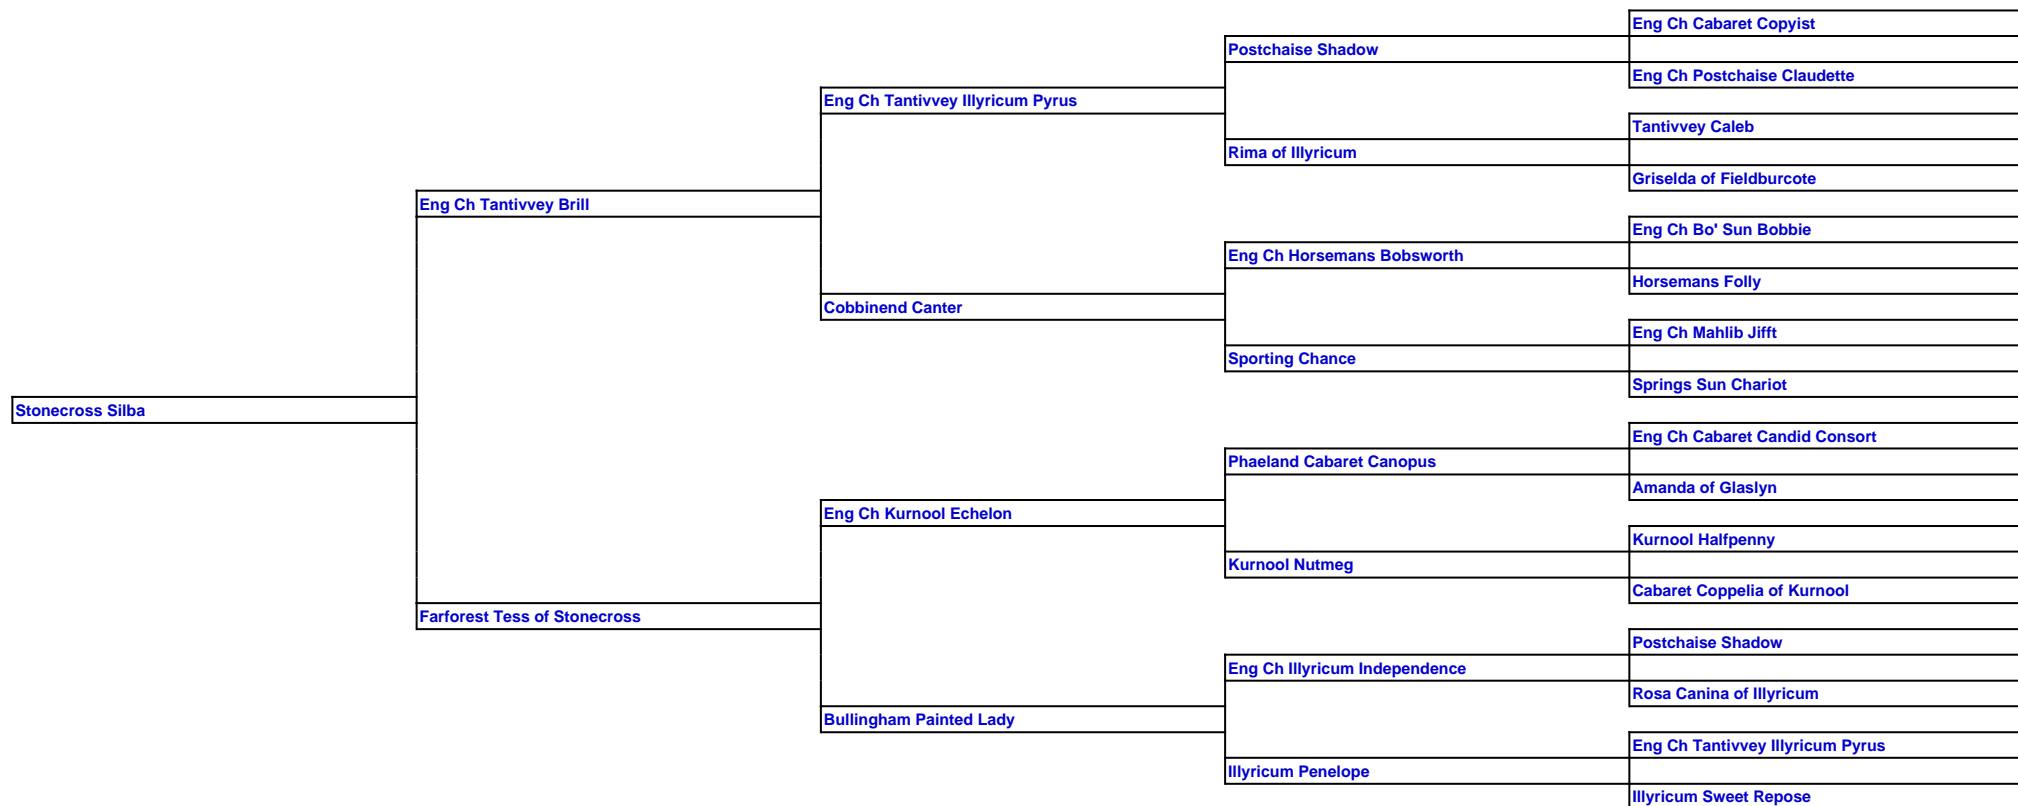 Eng Ch Cabaret Copyist
Postchaise Shadow
Eng Ch Postchaise Claudette
Eng Ch Tantivvey Illyricum Pyrus
Tantivvey Caleb
Rima of Illyricum
Griselda of Fieldburcote
Eng Ch Tantivvey Brill
Eng Ch Bo' Sun Bobbie
Eng Ch Horsemans Bobsworth
Horsemans Folly
Cobbinend Canter
Eng Ch Mahlib Jifft
Sporting Chance
Springs Sun Chariot
Stonecross Silba
Eng Ch Cabaret Candid Consort
Phaeland Cabaret Canopus
Amanda of Glaslyn
Eng Ch Kurnool Echelon
Kurnool Halfpenny
Kurnool Nutmeg
Cabaret Coppelia of Kurnool
Farforest Tess of Stonecross
Postchaise Shadow
Eng Ch Illyricum Independence
Rosa Canina of Illyricum
Bullingham Painted Lady
Eng Ch Tantivvey Illyricum Pyrus
Illyricum Penelope
Illyricum Sweet Repose